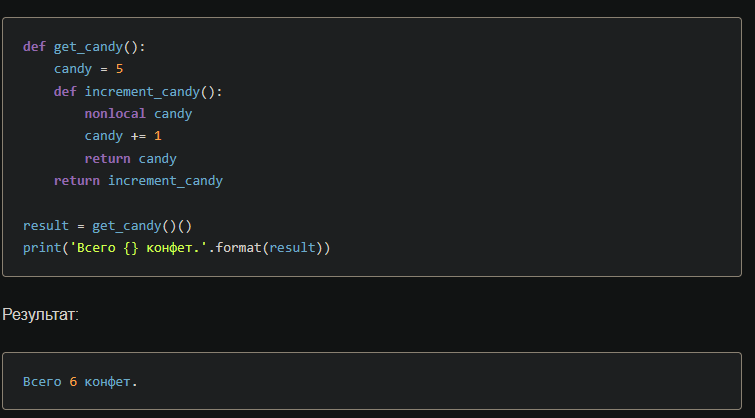 def get_candy():
    candy = 5
    def increment_candy():
        nonlocal candy
        candy += 1
        return candy
    return increment_candy

result = get_candy()()
print('Всего {} конфет.'.format(result))
Результат:
Всего 6 конфет.